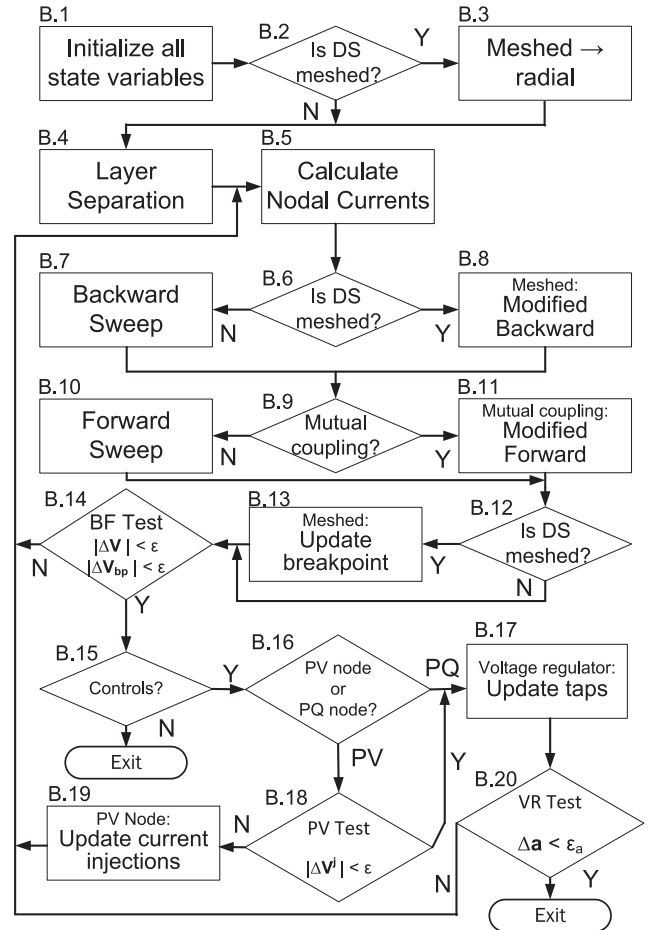 B.1
Initialize all
state variables
B.2
Is DS
meshed?
Y
N
B.3
Meshed →
radial
B.4
Layer
Separation
B.5
Calculate
Nodal Currents
B.6
Is DS
meshed?
N
Y
B.7
Backward
Sweep
B.8
Meshed:
Modified
Backward
B.9
Mutual
coupling?
N
Y
B.10
Forward
Sweep
B.11
Mutual coupling:
Modified
Forward
B.12
Is DS
meshed?
Y
N
B.13
Meshed:
Update
breakpoint
B.14
BF Test
|ΔV| < ε
|ΔVbp| < ε
N
Y
B.15
Controls?
Y
N
Exit
B.16
PV node
or
PQ node?
PQ
PV
B.17
Voltage regulator:
Update taps
B.18
PV Test
|ΔVʲ| < ε
N
Y
B.19
PV Node:
Update current
injections
B.20
VR Test
Δa < εa
N
Y
Exit